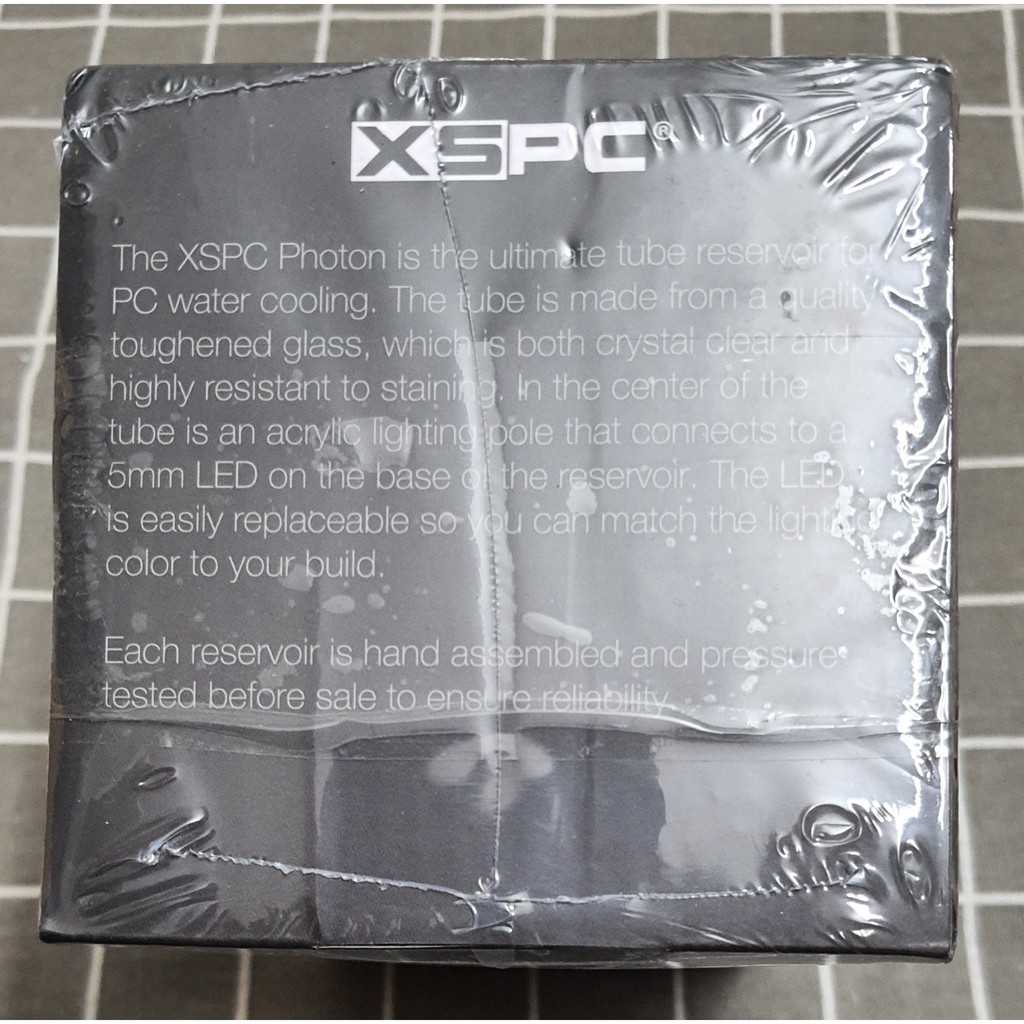 XSPC®
The XSPC Photon is the ultimate tube reservoir for
PC water cooling. The tube is made from a quality
toughened glass, which is both crystal clear and
highly resistant to staining. In the center of the
tube is an acrylic lighting pole that connects to a
5mm LED on the base of the reservoir. The LED
is easily replaceable so you can match the lighting
color to your build.
Each reservoir is hand assembled and pressure
tested before sale to ensure reliability.